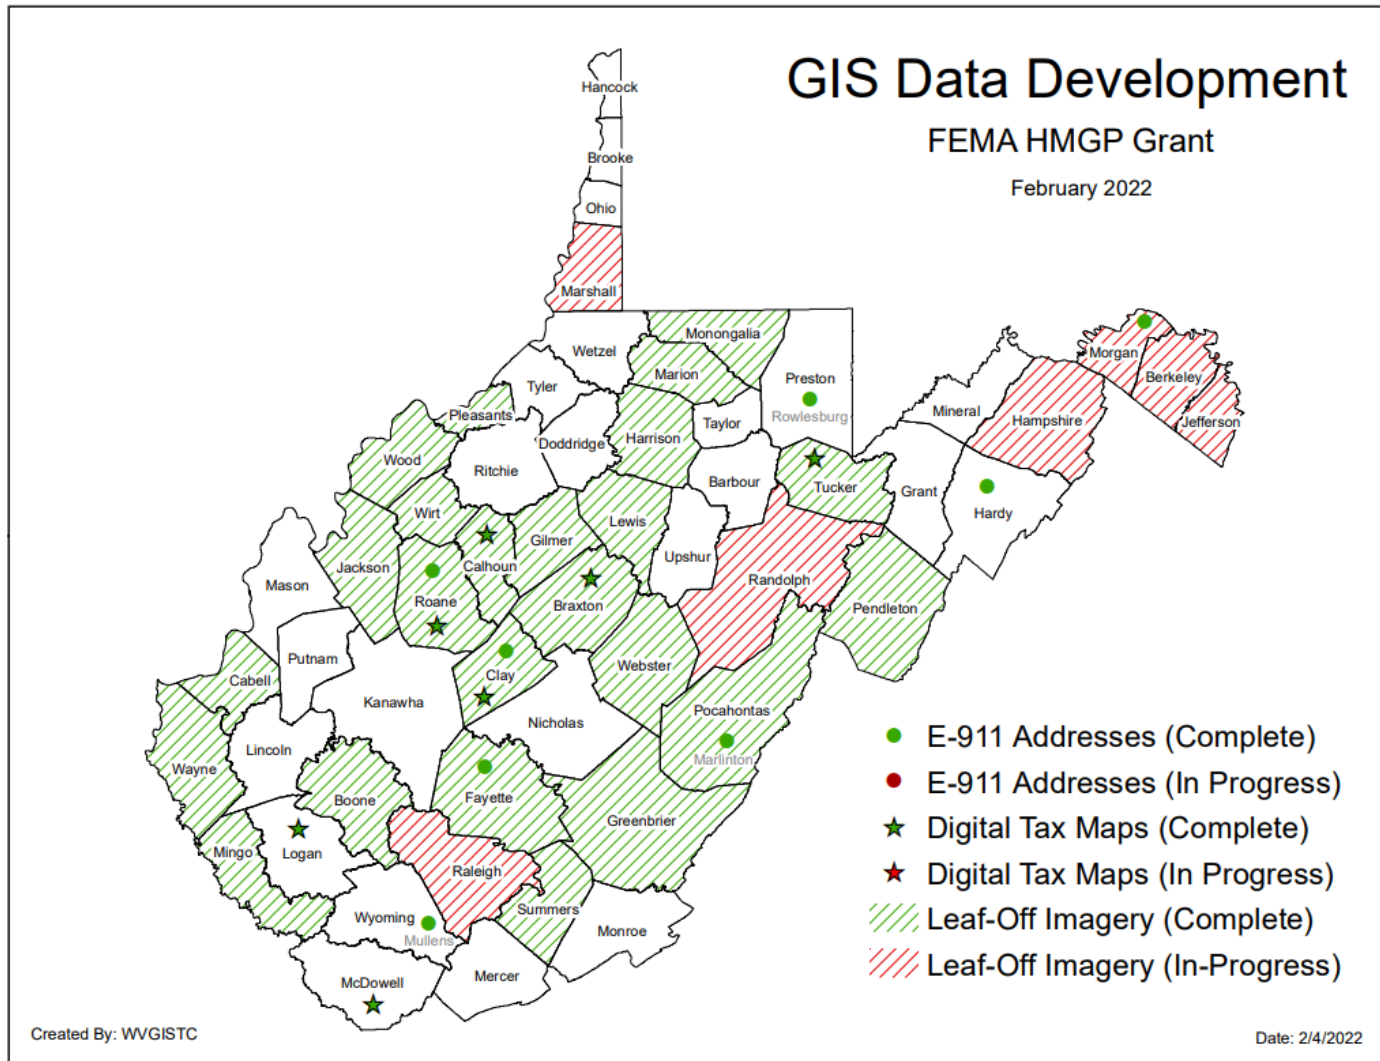 GIS Data Development
FEMA HMGP Grant
February 2022
Hancock
Brooke
Ohio
Marshall
Wetzel
Monongalia
Marion
Preston
Rowlesburg
Tyler
Pleasants
Doddridge
Harrison
Taylor
Mineral
Hampshire
Morgan
Berkeley
Jefferson
Wood
Ritchie
Barbour
Tucker
Grant
Hardy
Wirt
Gilmer
Lewis
Upshur
Jackson
Calhoun
Roane
Braxton
Randolph
Pendleton
Mason
Putnam
Clay
Webster
Cabell
Kanawha
Nicholas
Pocahontas
Marlinton
Lincoln
Wayne
Boone
Fayette
Greenbrier
Mingo
Logan
Raleigh
Wyoming
Mullens
Summers
Monroe
McDowell
Mercer
E-911 Addresses (Complete)
E-911 Addresses (In Progress)
Digital Tax Maps (Complete)
Digital Tax Maps (In Progress)
Leaf-Off Imagery (Complete)
Leaf-Off Imagery (In-Progress)
Created By: WVGISTC
Date: 2/4/2022